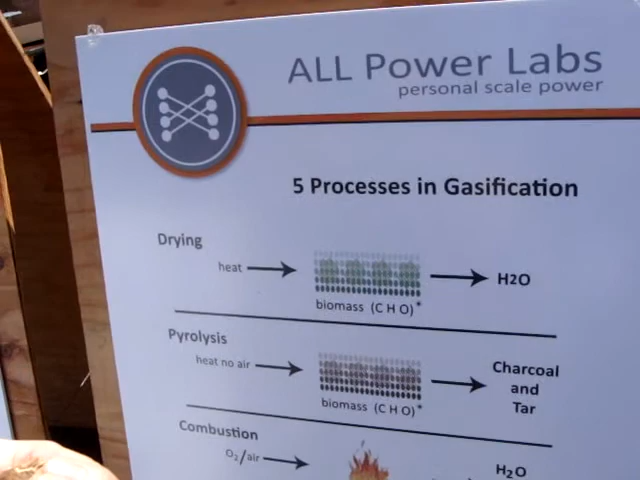 ALL Power Labs
personal scale power
5 Processes in Gasification
Drying
heat
H2O
biomass (C H O)*
Pyrolysis
heat no air
Charcoal
and
Tar
biomass (C H O)*
Combustion
O₂/air
H₂O